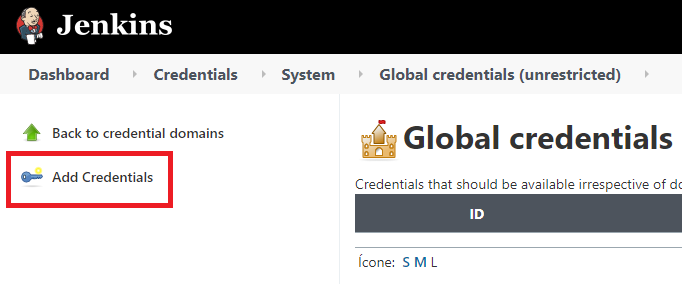 Jenkins
Dashboard Credentials System Global credentials (unrestricted)
Back to credential domains
Add Credentials
Global credentials
Credentials that should be available irrespective of do
ID
Ícone: S M L